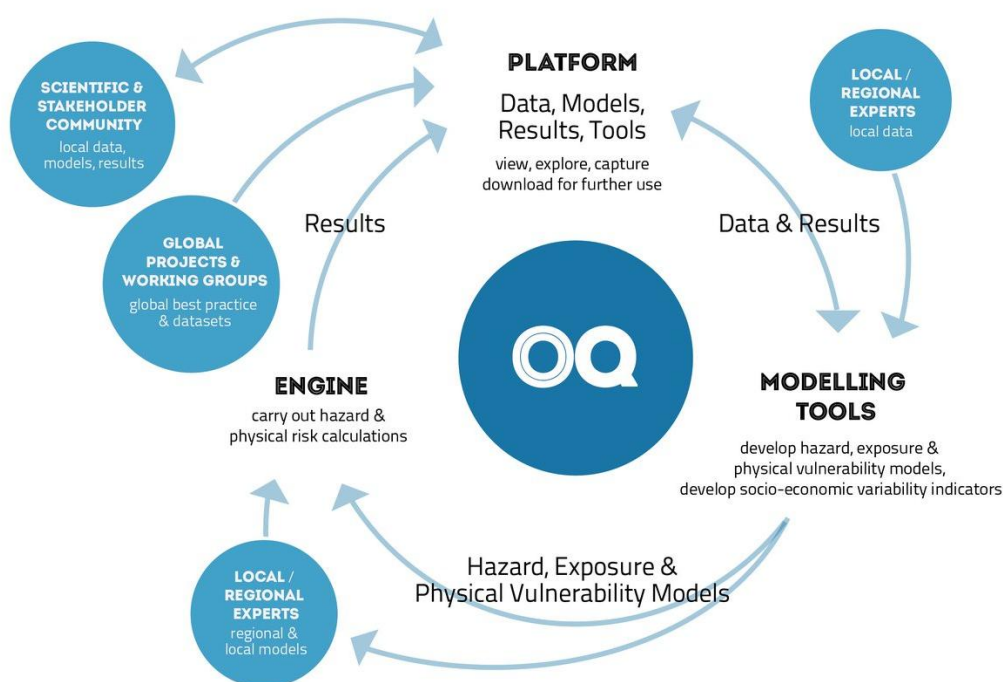 SCIENTIFIC &
STAKEHOLDER
COMMUNITY
local data,
models, results
PLATFORM
Data, Models,
Results, Tools
view, explore, capture
download for further use
LOCAL /
REGIONAL
EXPERTS
local data
GLOBAL
PROJECTS &
WORKING GROUPS
global best practice
& datasets
Results
Data & Results
OQ
ENGINE
carry out hazard &
physical risk calculations
MODELLING
TOOLS
develop hazard, exposure &
physical vulnerability models,
develop socio-economic variability indicators
Hazard, Exposure &
Physical Vulnerability Models
LOCAL /
REGIONAL
EXPERTS
regional &
local models